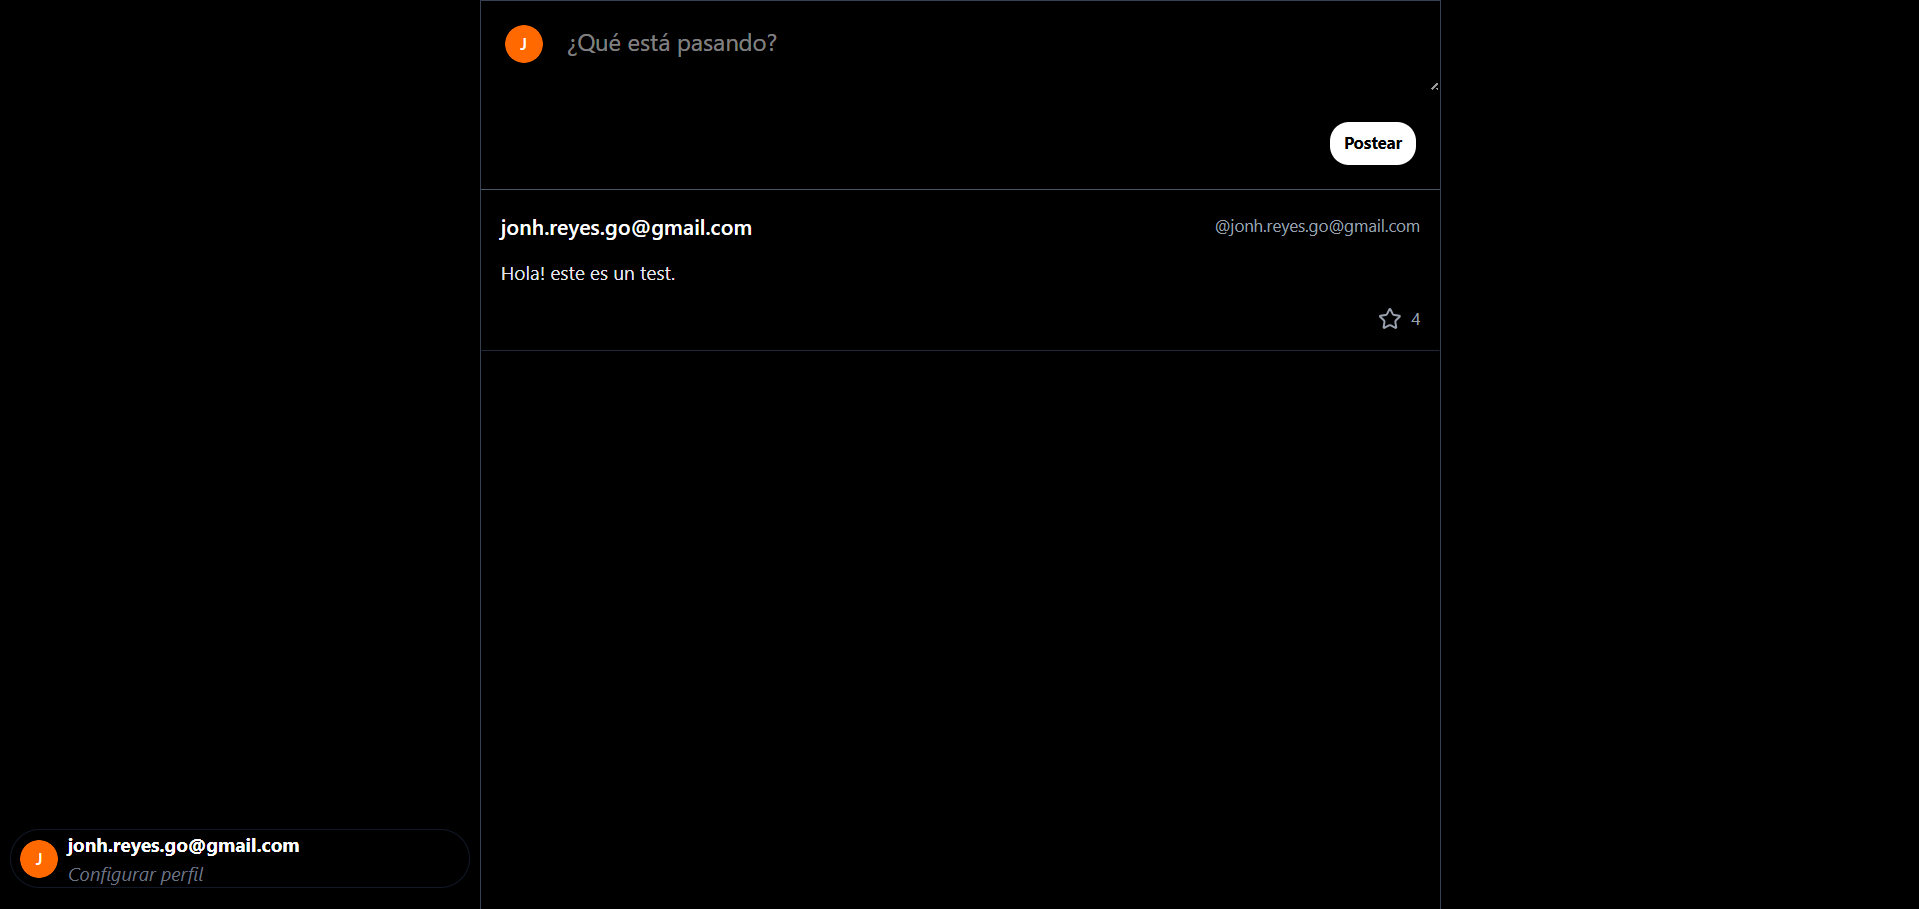 J
¿Qué está pasando?
Postear
jonh.reyes.go@gmail.com
@jonh.reyes.go@gmail.com
Hola! este es un test.
4
J
jonh.reyes.go@gmail.com
Configurar perfil